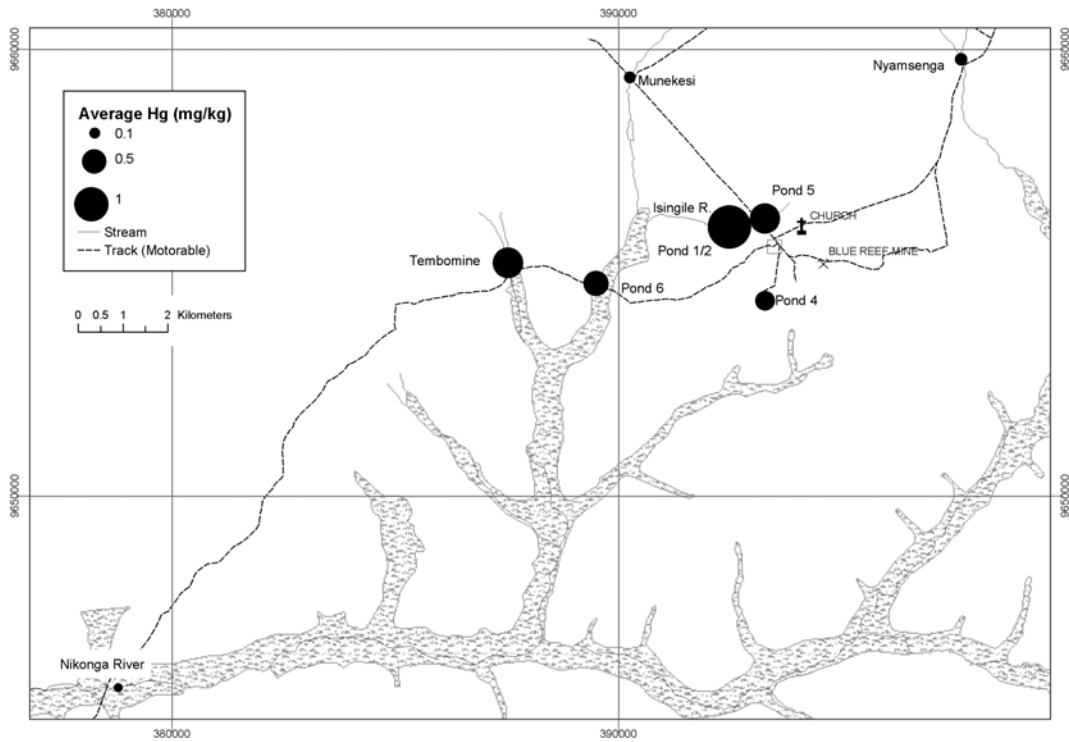 380000
390000
9660000
9660000
Nyamsenga
Munekesi
Average Hg (mg/kg)
0.1
0.5
1
Stream
Track (Motorable)
Pond 5
Isingile R.
CHURCH
Pond 1/2
BLUE REEF MINE
Tembomine
Pond 6
Pond 4
0 0.5 1 2 Kilometers
9650000
9650000
Nikonga River
380000
390000